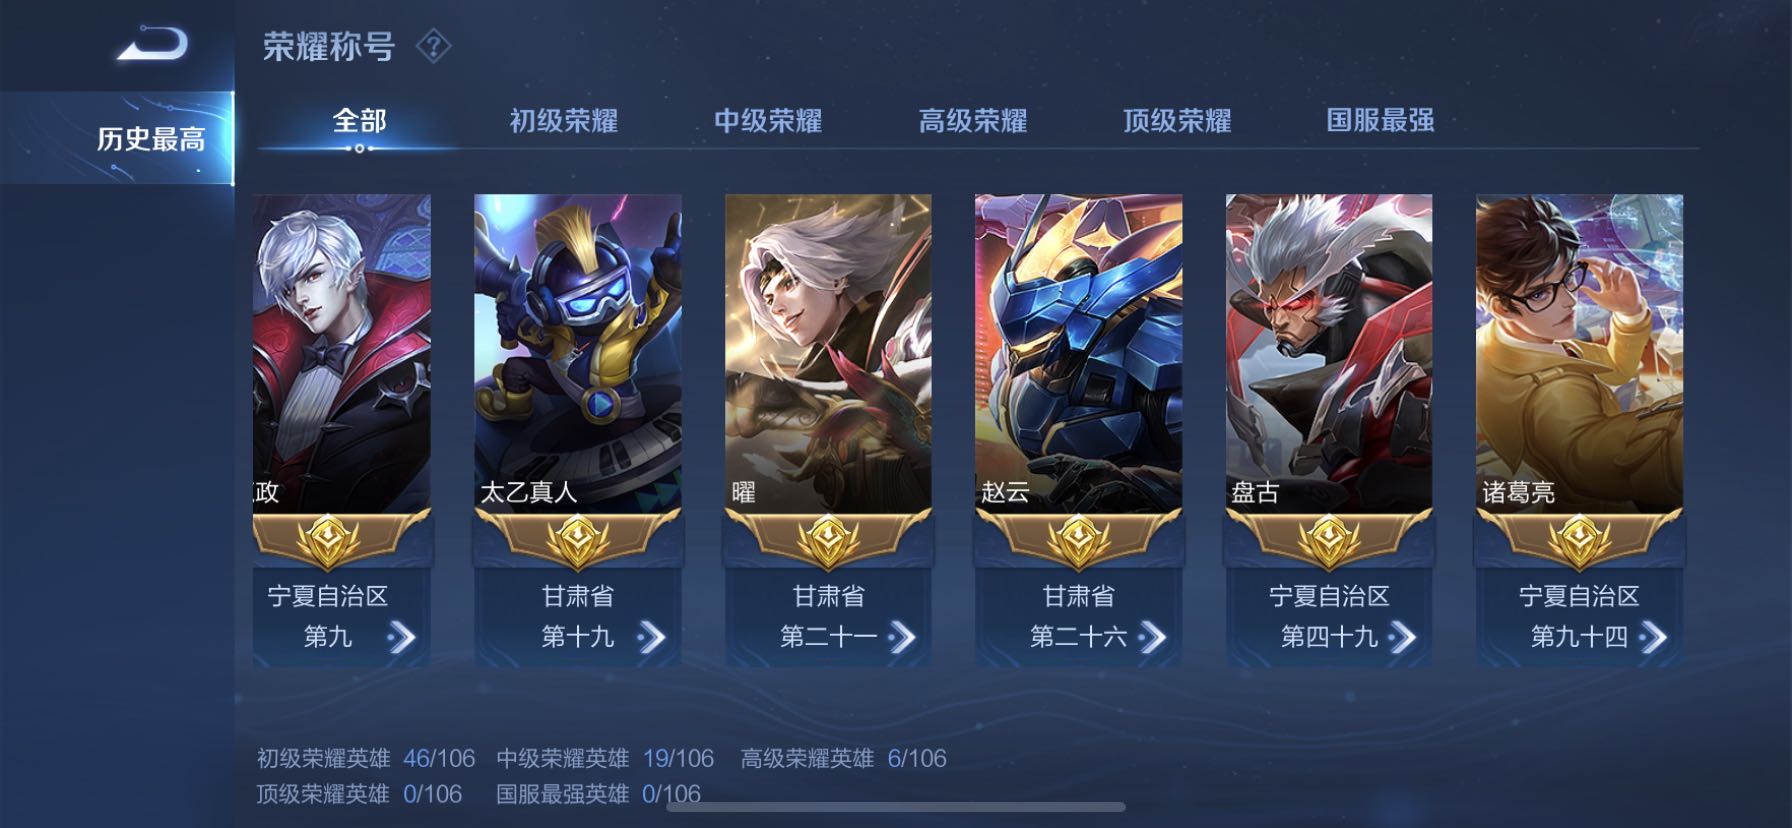 荣耀称号 ?
历史最高
全部 初级荣耀 中级荣耀 高级荣耀 顶级荣耀 国服最强
政 太乙真人 曜 赵云 盘古 诸葛亮
宁夏自治区 甘肃省 甘肃省 甘肃省 宁夏自治区 宁夏自治区
第九 第十九 第二十一 第二十六 第四十九 第九十四
初级荣耀英雄 46/106 中级荣耀英雄 19/106 高级荣耀英雄 6/106
顶级荣耀英雄 0/106 国服最强英雄 0/106